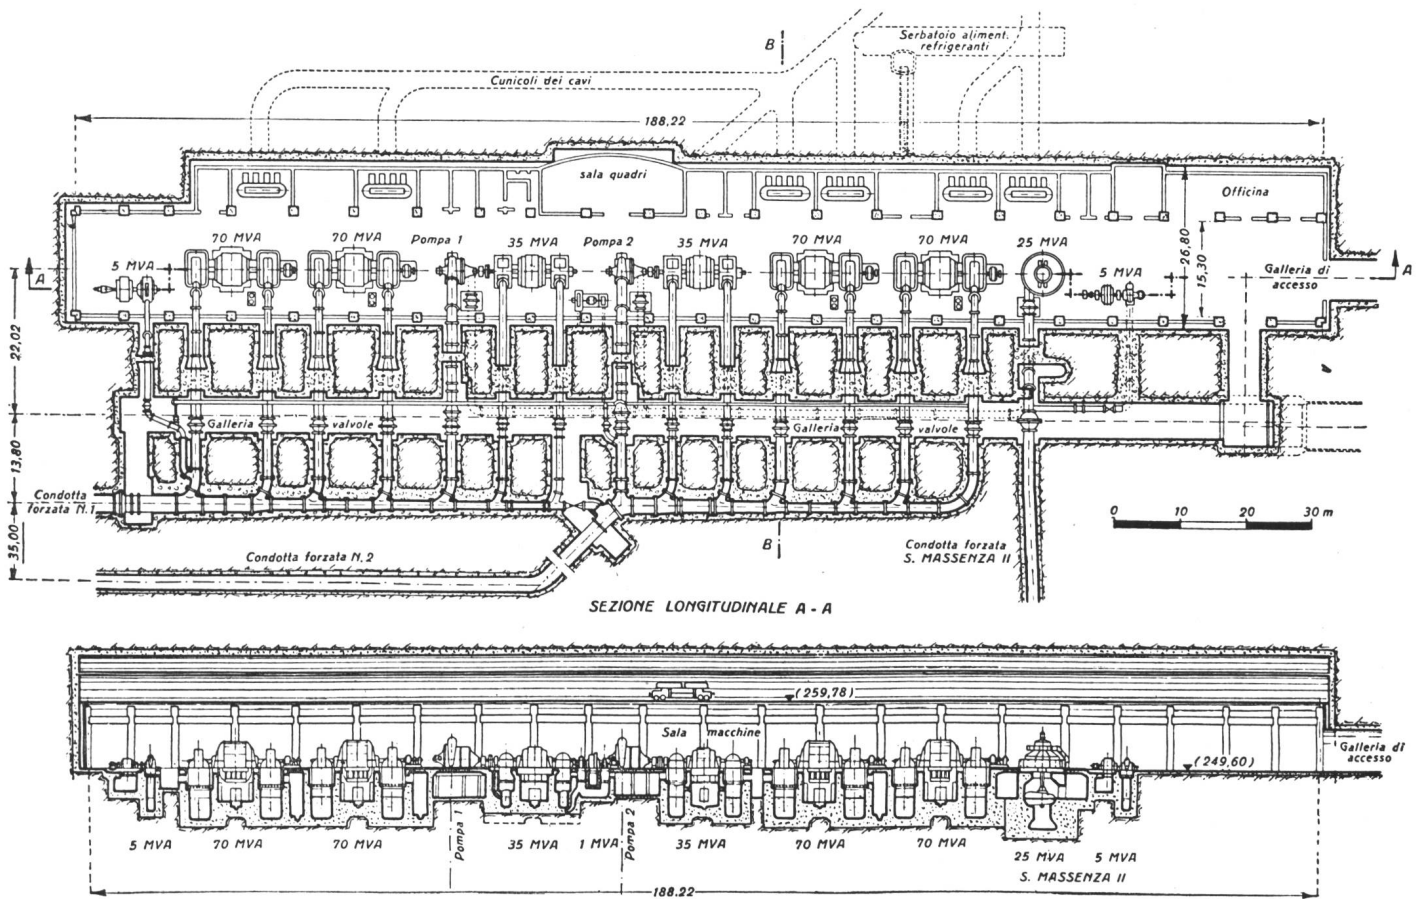 B
Serbatoio aliment.
refrigeranti
Cunicoli dei cavi
188,22
sala quadri
Officina
70 MVA
70 MVA
Pompa 1
35 MVA
Pompa 2
35 MVA
70 MVA
70 MVA
25 MVA
5 MVA
5 MVA
26,80
15,30
Galleria di
accesso
A
A
22,02
13,80
35,00
Galleria
valvole
Galleria
valvole
Condotta
forzata N.1
Condotta forzata N.2
B
Condotta forzata
S. MASSENZA II
0
10
20
30 m
SEZIONE LONGITUDINALE A - A
(259,78)
Sala
macchine
(249,60)
Galleria di
accesso
5 MVA
70 MVA
70 MVA
Pompa 1
35 MVA
1 MVA
Pompa 2
35 MVA
70 MVA
70 MVA
25 MVA
5 MVA
S. MASSENZA II
188.22